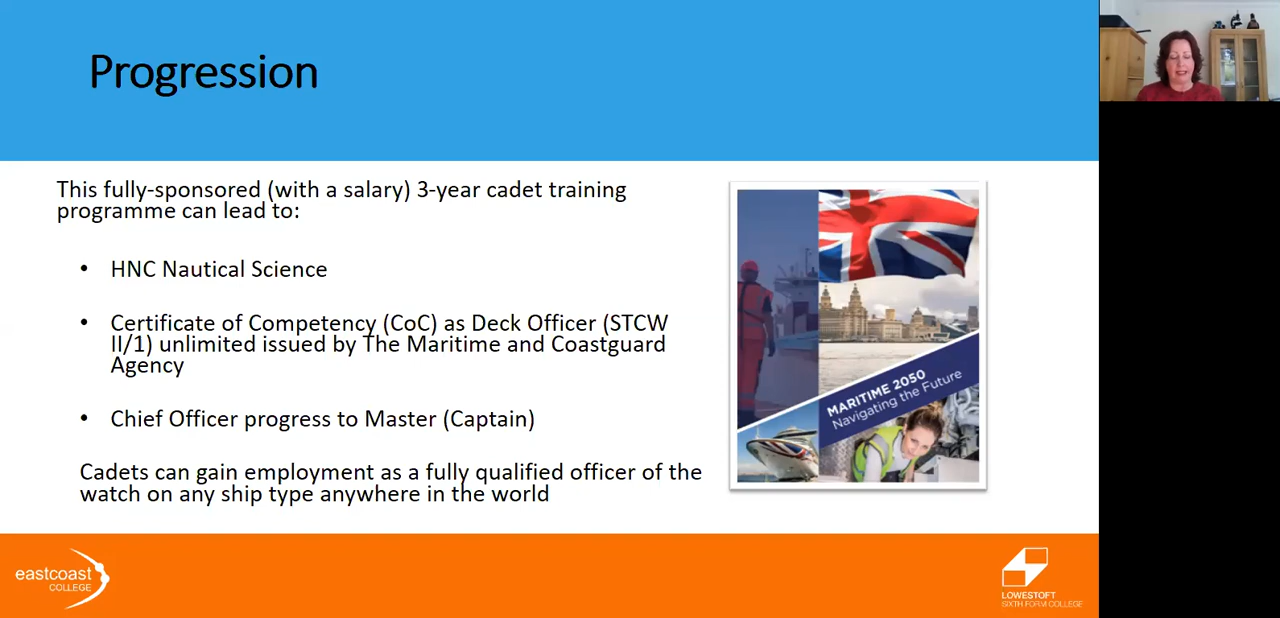 Progression
This fully-sponsored (with a salary) 3-year cadet training
programme can lead to:
• HNC Nautical Science
• Certificate of Competency (CoC) as Deck Officer (STCW
II/1) unlimited issued by The Maritime and Coastguard
Agency
• Chief Officer progress to Master (Captain)
Cadets can gain employment as a fully qualified officer of the
watch on any ship type anywhere in the world
MARITIME 2050
Navigating the Future
eastcoast
COLLEGE
LOWESTOFT
SIXTH FORM COLLEGE